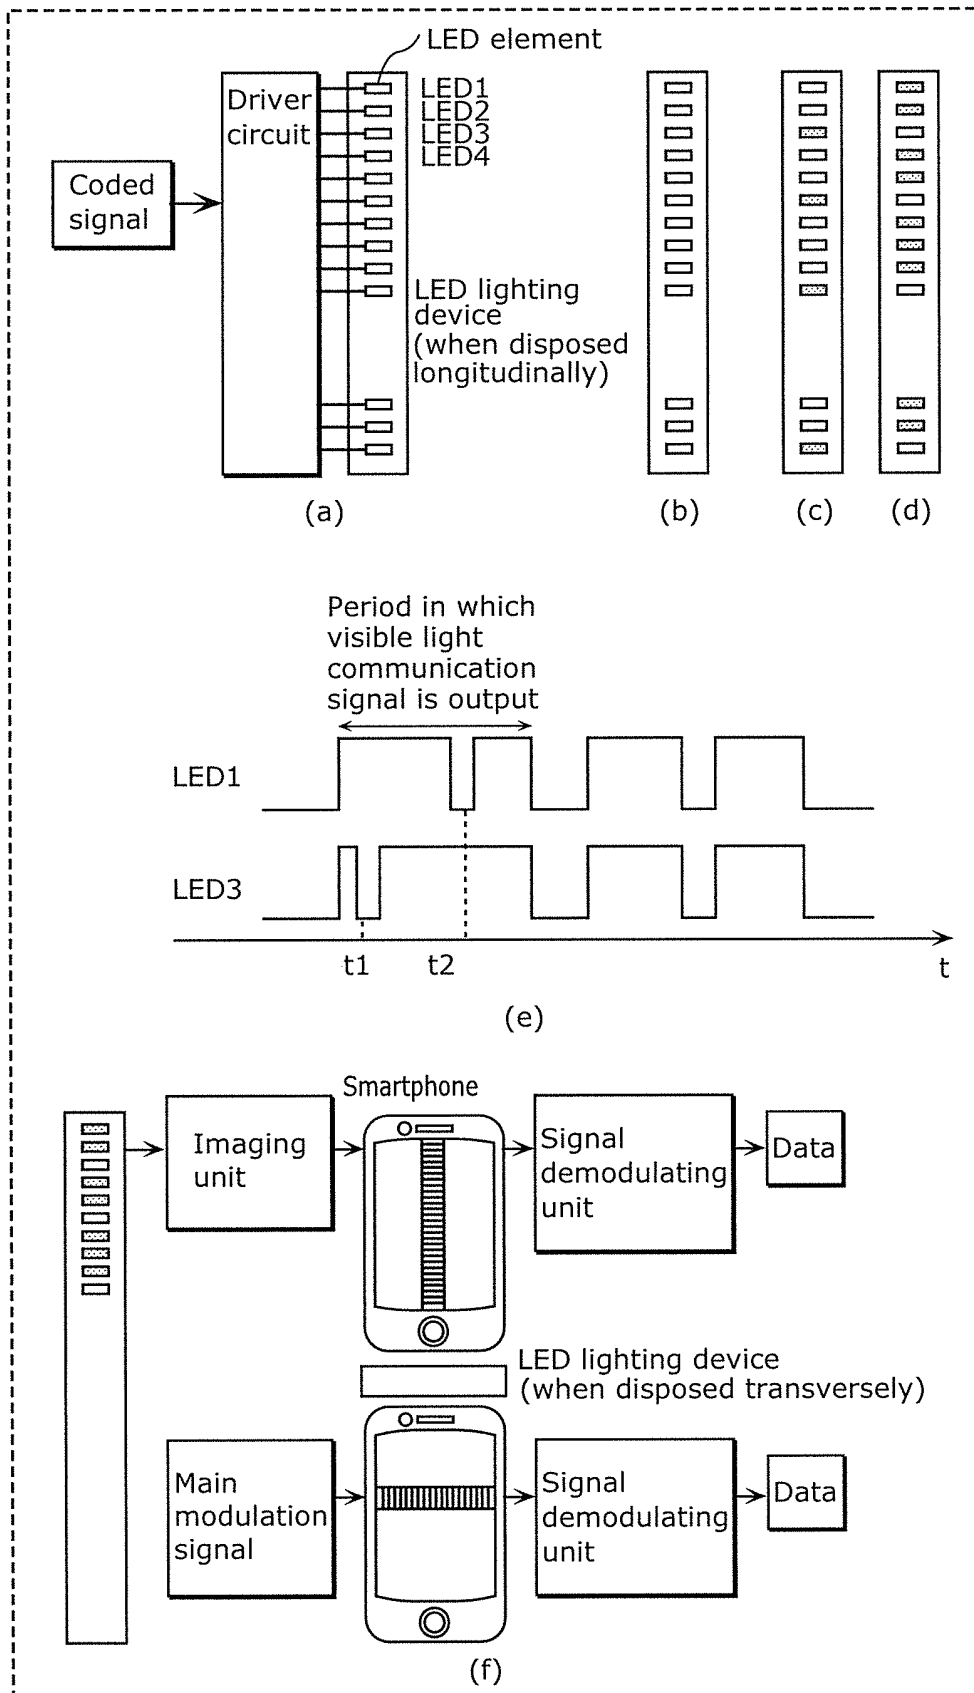 LED element
LED1
LED2
LED3
LED4
Driver
circuit
Coded
signal
LED lighting
device
(when disposed
longitudinally)
(a)
(b)
(c)
(d)
Period in which
visible light
communication
signal is output
LED1
LED3
t1
t2
t
(e)
Smartphone
Imaging
unit
Signal
demodulating
unit
Data
LED lighting device
(when disposed transversely)
Main
modulation
signal
Signal
demodulating
unit
Data
(f)